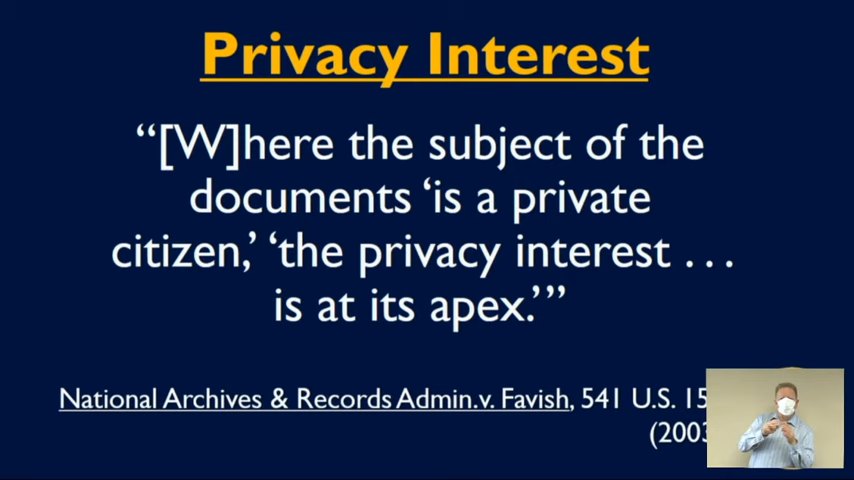 Privacy Interest
“[W]here the subject of the
documents ‘is a private
citizen,’ ‘the privacy interest . . .
is at its apex.’”
National Archives & Records Admin.v. Favish, 541 U.S. 15
(2003